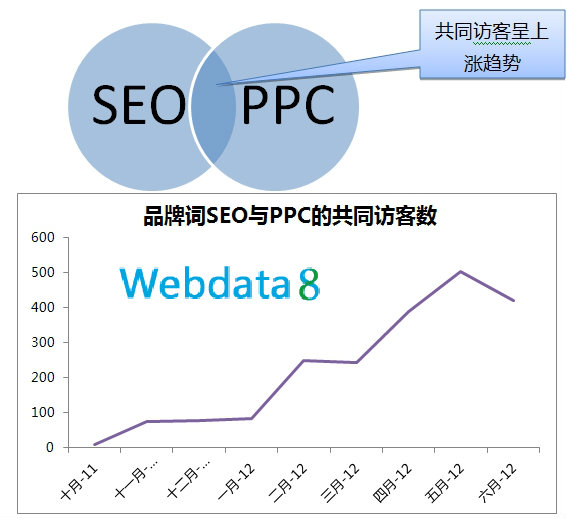 共同访客呈上
涨趋势
SEO PPC
品牌词SEO与PPC的共同访客数
Webdata8
600
500
400
300
200
100
0
十月-11
十一月-...
十二月-...
一月-12
二月-12
三月-12
四月-12
五月-12
六月-12